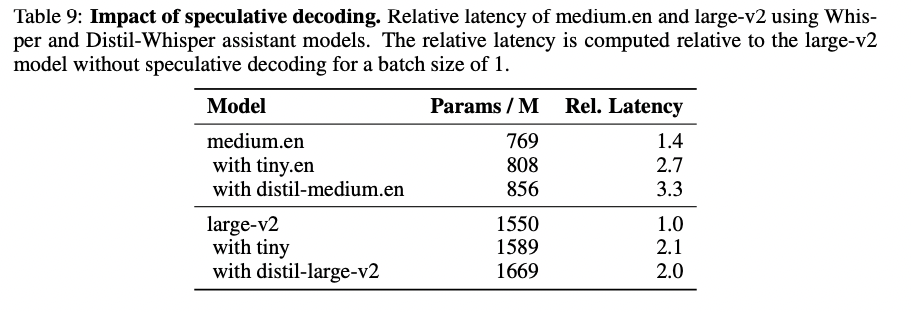 Table 9: Impact of speculative decoding. Relative latency of medium.en and large-v2 using Whis-
per and Distil-Whisper assistant models. The relative latency is computed relative to the large-v2
model without speculative decoding for a batch size of 1.
Model Params / M Rel. Latency
medium.en 769 1.4
with tiny.en 808 2.7
with distil-medium.en 856 3.3
large-v2 1550 1.0
with tiny 1589 2.1
with distil-large-v2 1669 2.0